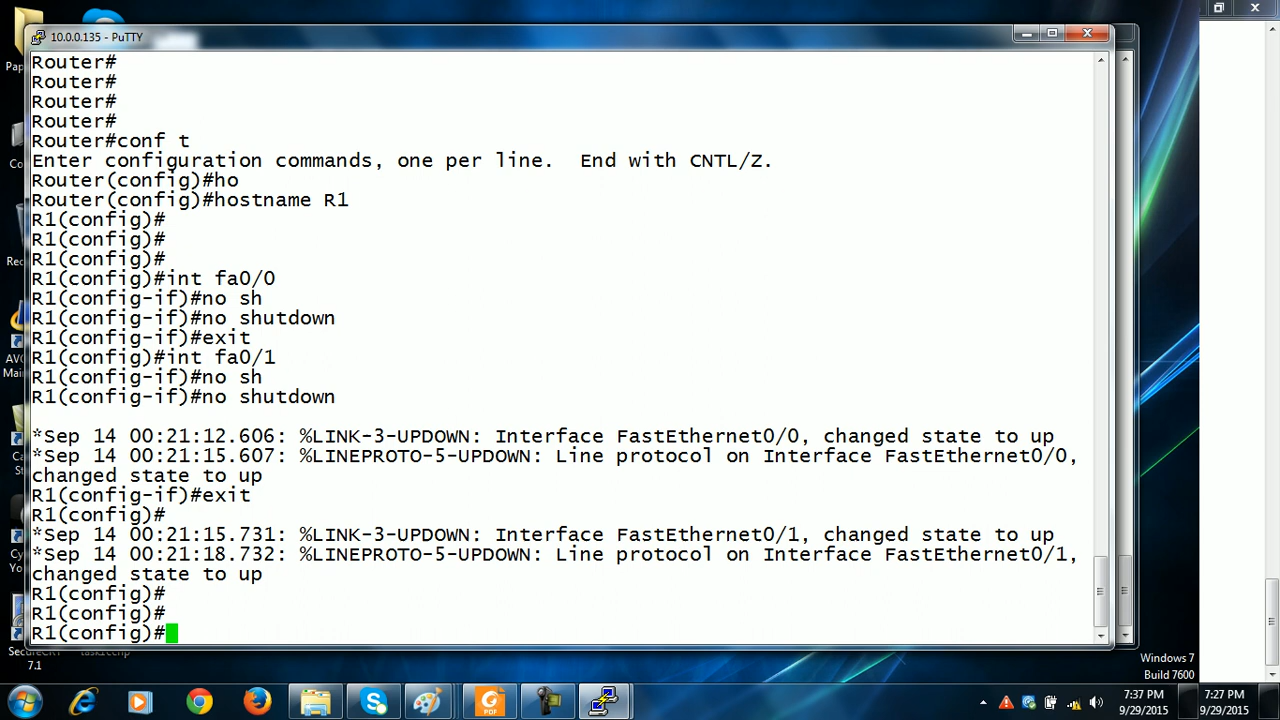 10.0.0.135 - PuTTY
Router#
Router#
Router#
Router#
Router#conf t
Enter configuration commands, one per line.  End with CNTL/Z.
Router(config)#ho
Router(config)#hostname R1
R1(config)#
R1(config)#
R1(config)#
R1(config)#int fa0/0
R1(config-if)#no sh
R1(config-if)#no shutdown
R1(config-if)#exit
R1(config)#int fa0/1
R1(config-if)#no sh
R1(config-if)#no shutdown
*Sep 14 00:21:12.606: %LINK-3-UPDOWN: Interface FastEthernet0/0, changed state to up
*Sep 14 00:21:15.607: %LINEPROTO-5-UPDOWN: Line protocol on Interface FastEthernet0/0,
changed state to up
R1(config-if)#exit
R1(config)#
*Sep 14 00:21:15.731: %LINK-3-UPDOWN: Interface FastEthernet0/1, changed state to up
*Sep 14 00:21:18.732: %LINEPROTO-5-UPDOWN: Line protocol on Interface FastEthernet0/1,
changed state to up
R1(config)#
R1(config)#
R1(config)#
7.1
Windows 7
Build 7600
PDF
7:37 PM
9/29/2015
7:27 PM
9/29/2015